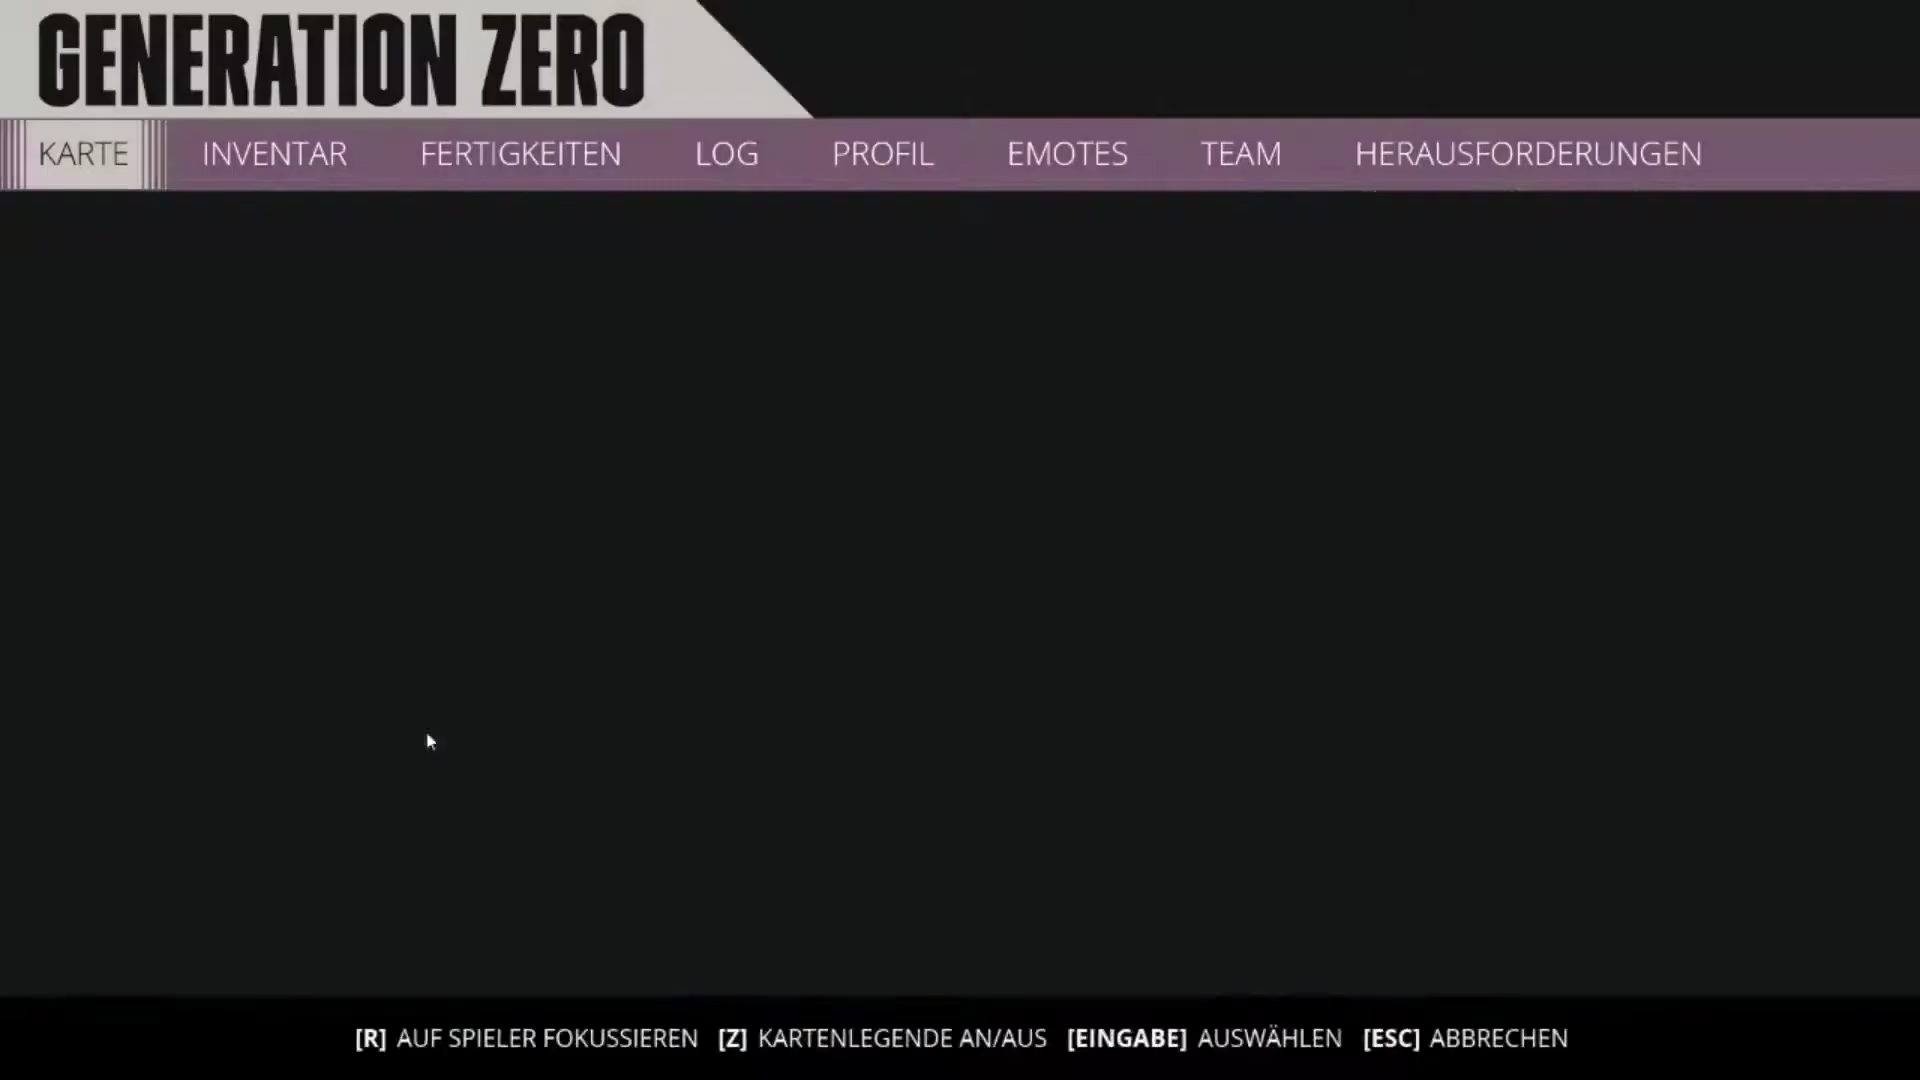 GENERATION ZERO
KARTE INVENTAR FERTIGKEITEN LOG PROFIL EMOTES TEAM HERAUSFORDERUNGEN
[R] AUF SPIELER FOKUSSIEREN [Z] KARTENLEGENDE AN/AUS [EINGABE] AUSWÄHLEN [ESC] ABBRECHEN